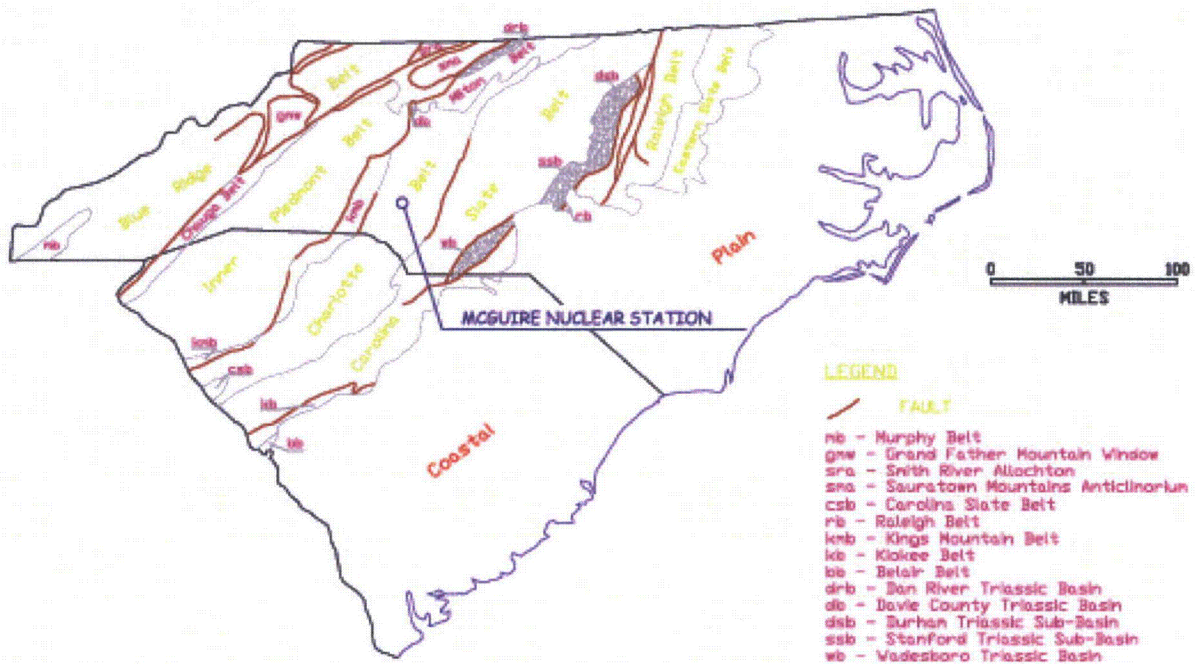 drb
Belt
sma
Belt
Milton
dsb
Raleigh Belt
Eastern Slate Belt
gmw
Belt
db
Belt
ssb
Ridge
Piedmont
Belt
Slate
Blue
Chauga Belt
kmb
crb
mb
wb
Plain
Inner
Charlotte
0 50 100
MILES
MCGUIRE NUCLEAR STATION
Carolina
kmb
csb
kb
bb
Coastal
LEGEND
FAULT
mb - Murphy Belt
gmw - Grand Father Mountain Window
sra - Smith River Allochton
sma - Sauratown Mountains Anticlinorium
csb - Carolina Slate Belt
rb - Raleigh Belt
kmb - Kings Mountain Belt
kb - Kiokee Belt
bb - Belair Belt
drb - Dan River Triassic Basin
db - Davie County Triassic Basin
dsb - Durham Triassic Sub-Basin
ssb - Stanford Triassic Sub-Basin
wb - Wadesboro Triassic Basin